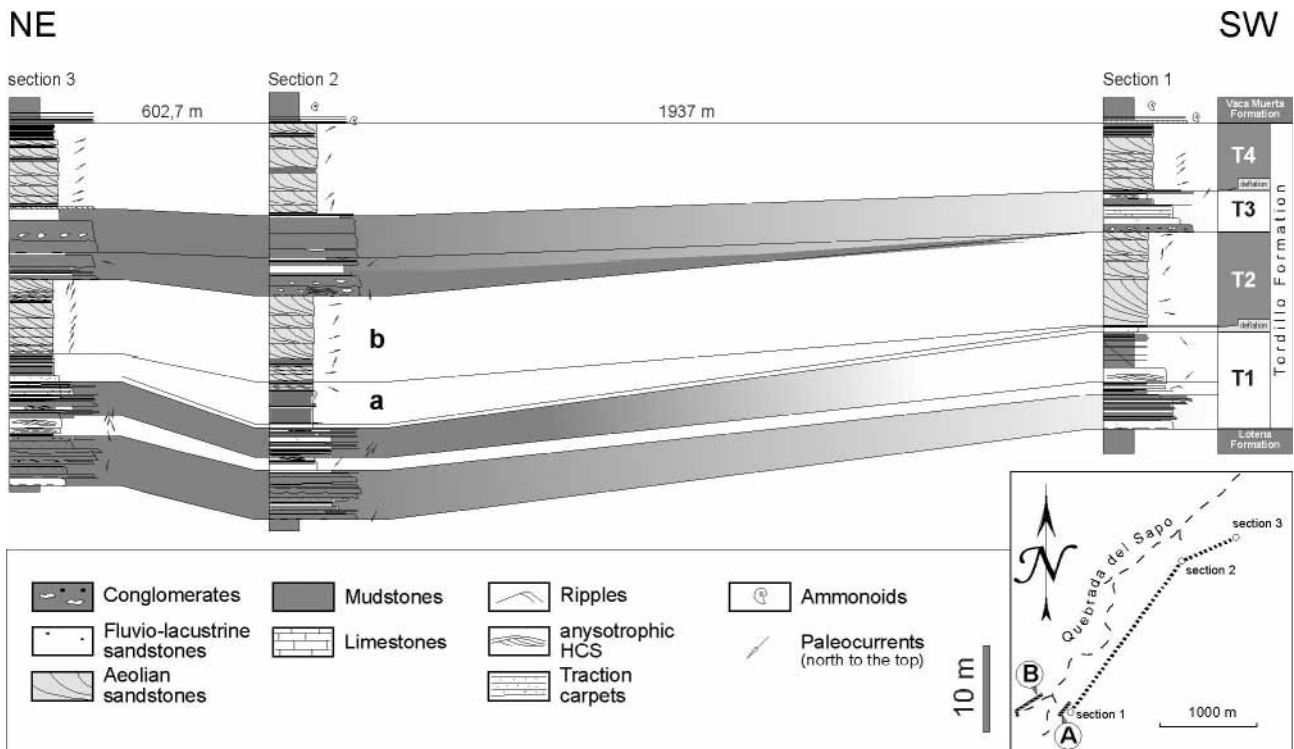 NE
SW
section 3
Section 2
Section 1
602,7 m
1937 m
Vaca Muerta
Formation
T4
deflation
T3
T2
deflation
T1
Tordillo Formation
Lotena
Formation
b
a
Conglomerates
Fluvio-lacustrine
sandstones
Aeolian
sandstones
Mudstones
Limestones
Ripples
anysotrophic
HCS
Traction
carpets
Ammonoids
Paleocurrents
(north to the top)
10 m
N
Quebrada del Sapo
section 3
section 2
B
section 1
A
1000 m